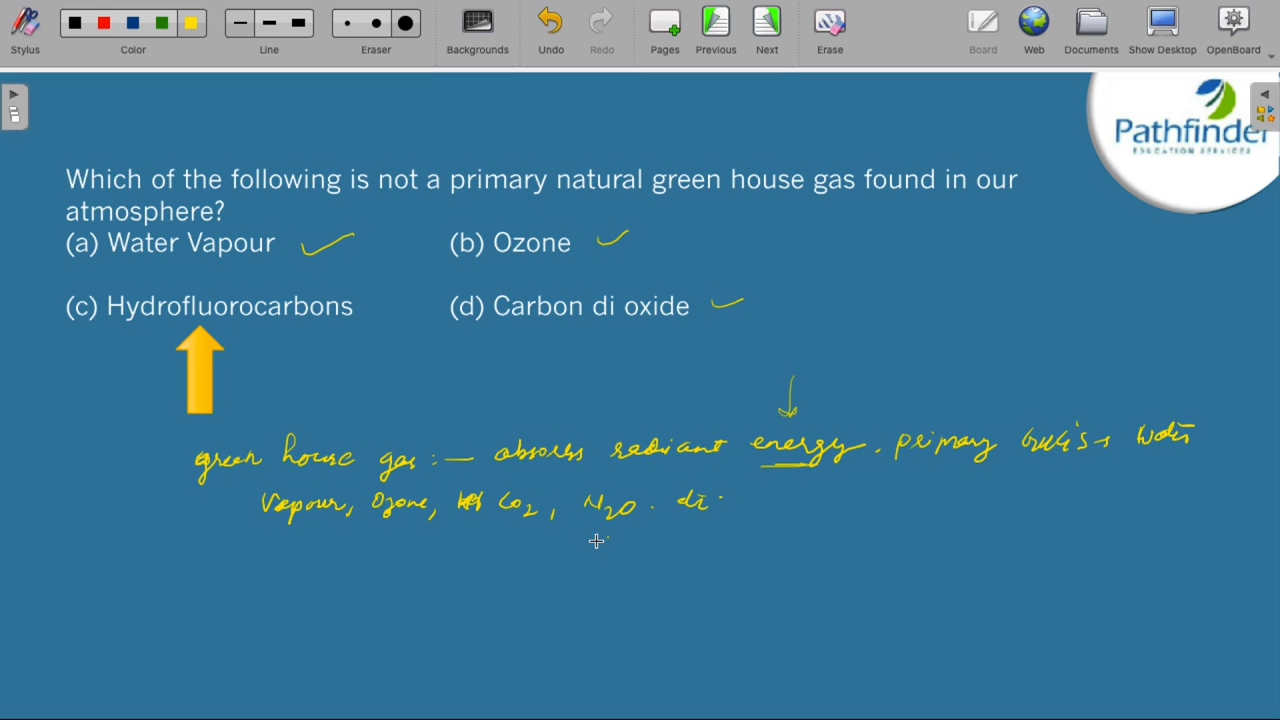 Stylus Color Line Eraser Backgrounds Undo Redo Pages Previous Next Erase Board Web Documents Show Desktop OpenBoard
Pathfinder
EDUCATION SERVICES
Which of the following is not a primary natural green house gas found in our
atmosphere?
(a) Water Vapour (b) Ozone
(c) Hydrofluorocarbons (d) Carbon di oxide
green house gas :— absorbs radiant energy. primary → Water
Vapour, Ozone, CO2, N2O.